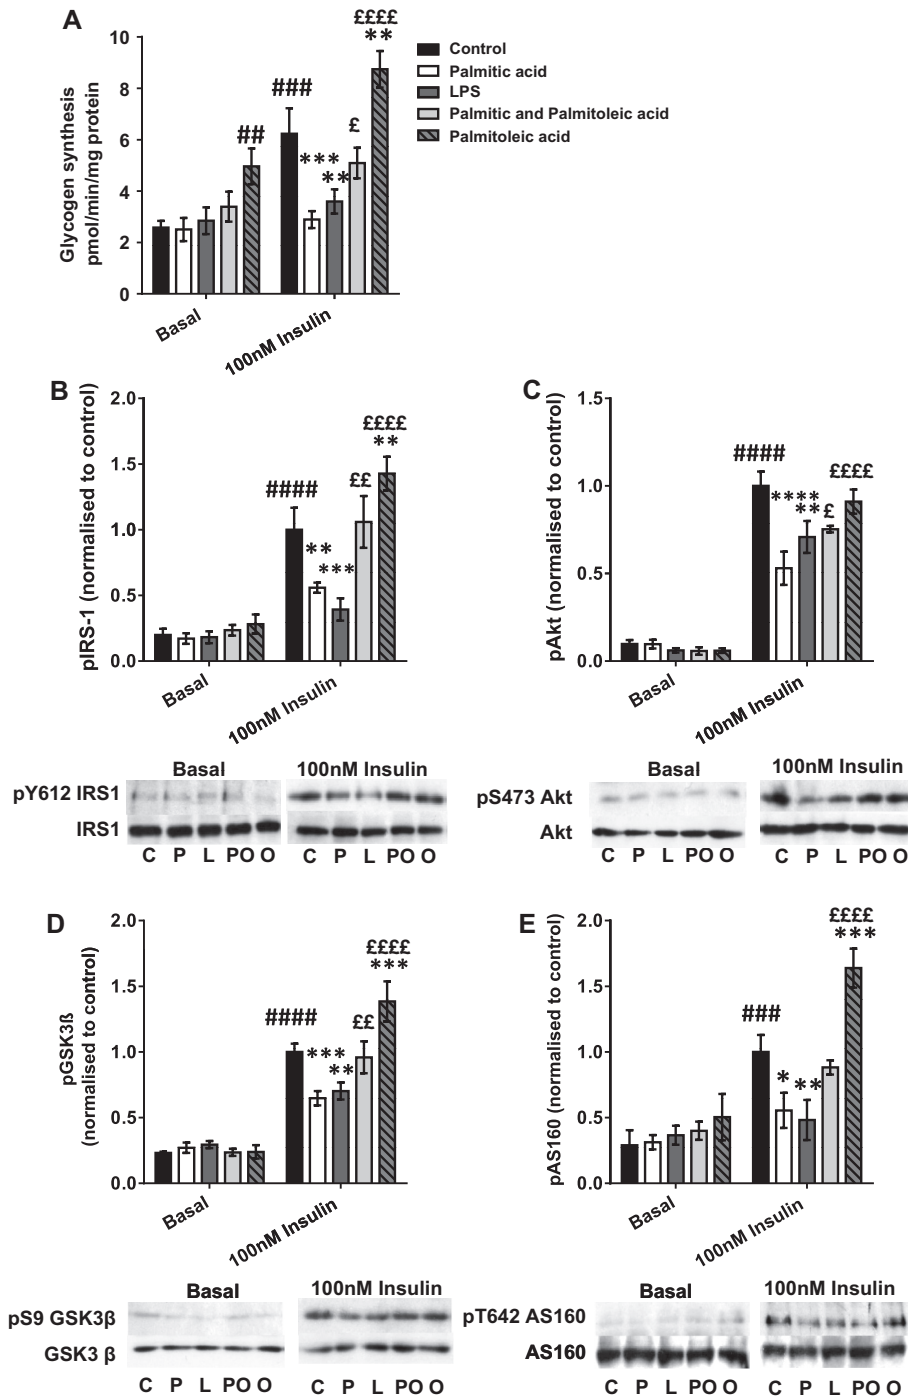 A
Glycogen synthesis
pmol/min/mg protein
10
8
6
4
2
0
##
###
***
**
£
££££
**
Basal
100nM Insulin
Control
Palmitic acid
LPS
Palmitic and Palmitoleic acid
Palmitoleic acid
B
pIRS-1 (normalised to control)
2.0
1.5
1.0
0.5
0.0
####
**
***
££
££££
**
Basal
100nM Insulin
Basal
100nM Insulin
pY612 IRS1
IRS1
C P L PO O
C P L PO O
C
pAkt (normalised to control)
1.5
1.0
0.5
0.0
####
****
**
£
££££
Basal
100nM Insulin
Basal
100nM Insulin
pS473 Akt
Akt
C P L PO O
C P L PO O
D
pGSK3ß
(normalised to control)
2.0
1.5
1.0
0.5
0.0
####
***
**
££
££££
***
Basal
100nM Insulin
Basal
100nM Insulin
pS9 GSK3β
GSK3 β
C P L PO O
C P L PO O
E
pAS160 (normalised to control)
2.0
1.5
1.0
0.5
0.0
###
*
**
££££
***
Basal
100nM Insulin
Basal
100nM Insulin
pT642 AS160
AS160
C P L PO O
C P L PO O